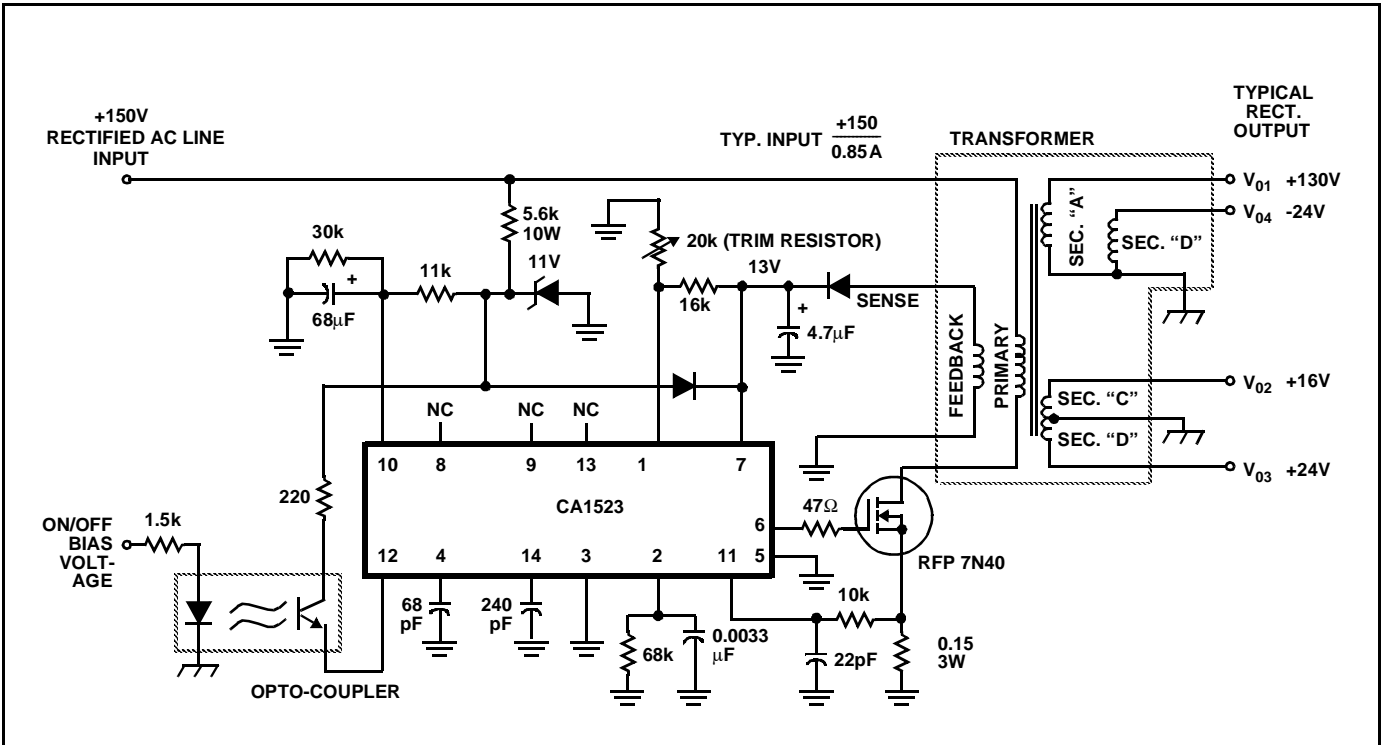 +150V
RECTIFIED AC LINE
INPUT
TYP. INPUT +150
0.85A
TRANSFORMER
TYPICAL
RECT.
OUTPUT
V01 +130V
V04 -24V
SEC. “A”
SEC. “D”
5.6k
10W
20k (TRIM RESISTOR)
30k
11k
11V
13V
16k
SENSE
+
68μF
+
4.7μF
FEEDBACK
PRIMARY
V02 +16V
SEC. “C”
SEC. “D”
V03 +24V
NC
NC
NC
10
8
9
13
1
7
CA1523
220
47Ω
6
5
RFP 7N40
ON/OFF
BIAS
VOLT-
AGE
1.5k
12
4
14
3
2
11
68
pF
240
pF
68k
0.0033
μF
10k
22pF
0.15
3W
OPTO-COUPLER